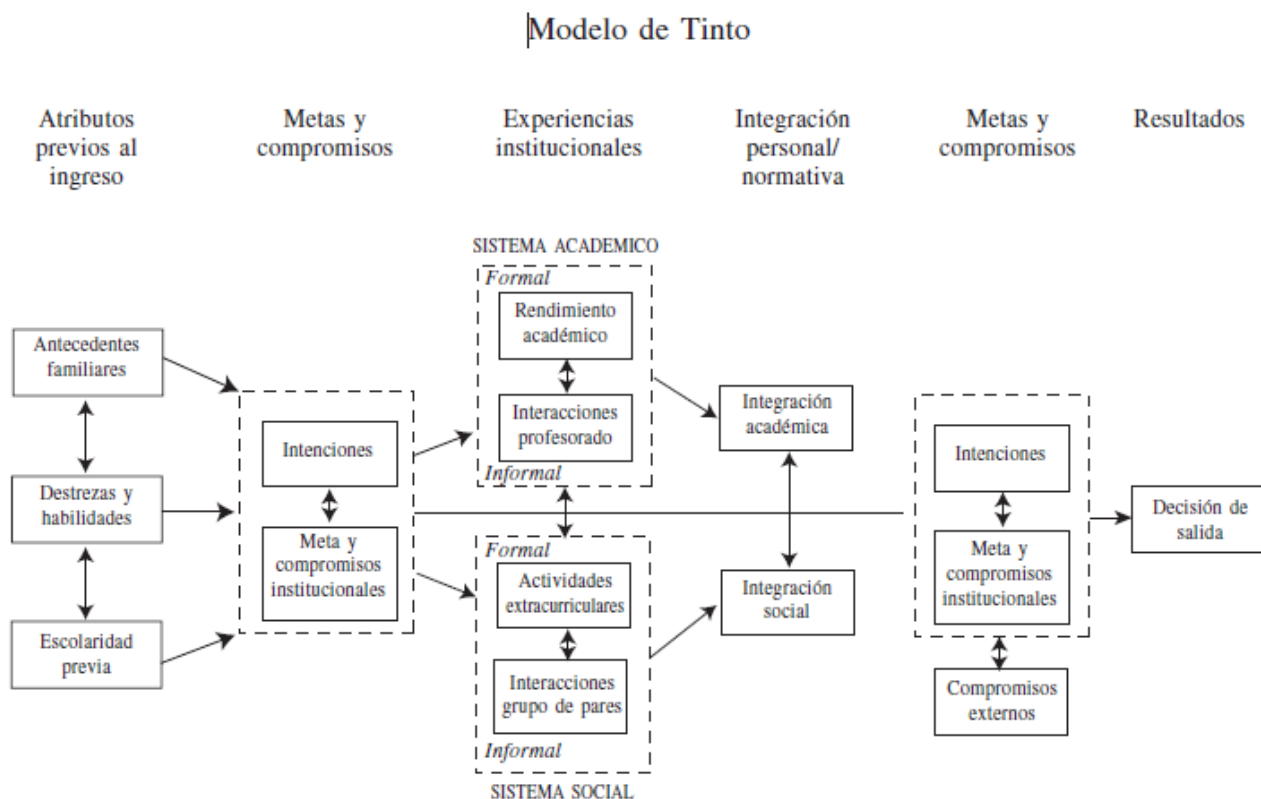 Modelo de Tinto
Atributos
previos al
ingreso
Metas y
compromisos
Experiencias
institucionales
Integración
personal/
normativa
Metas y
compromisos
Resultados
Antecedentes
familiares
Destrezas y
habilidades
Escolaridad
previa
Intenciones
Meta y
compromisos
institucionales
SISTEMA ACADEMICO
Formal
Rendimiento
académico
Interacciones
profesorado
Informal
Formal
Actividades
extracurriculares
Interacciones
grupo de pares
Informal
SISTEMA SOCIAL
Integración
académica
Integración
social
Intenciones
Meta y
compromisos
institucionales
Compromisos
externos
Decisión de
salida